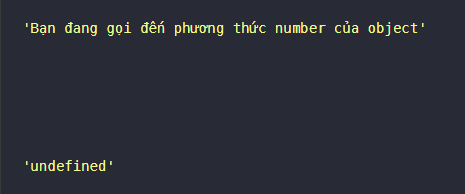 'Bạn đang gọi đến phương thức number của object'
'undefined'